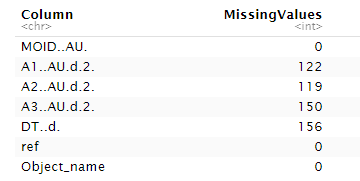 Column MissingValues
<chr> <int>
MOID..AU. 0
A1..AU.d.2. 122
A2..AU.d.2. 119
A3..AU.d.2. 150
DT..d. 156
ref 0
Object_name 0